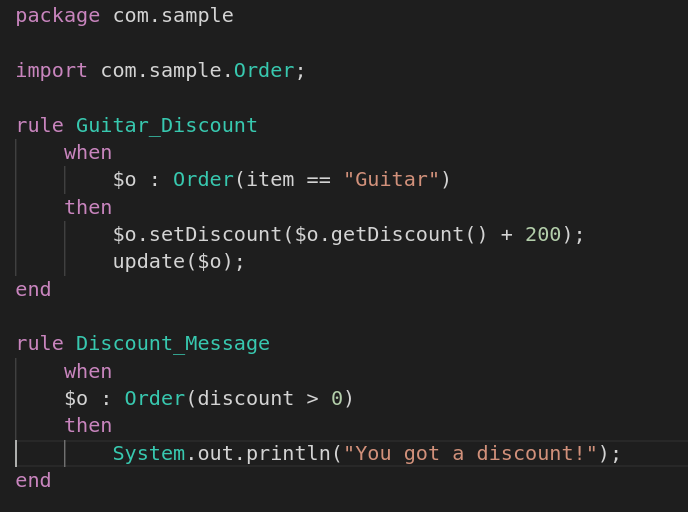 package com.sample
import com.sample.Order;
rule Guitar_Discount
when
$o : Order(item == "Guitar")
then
$o.setDiscount($o.getDiscount() + 200);
update($o);
end
rule Discount_Message
when
$o : Order(discount > 0)
then
System.out.println("You got a discount!");
end